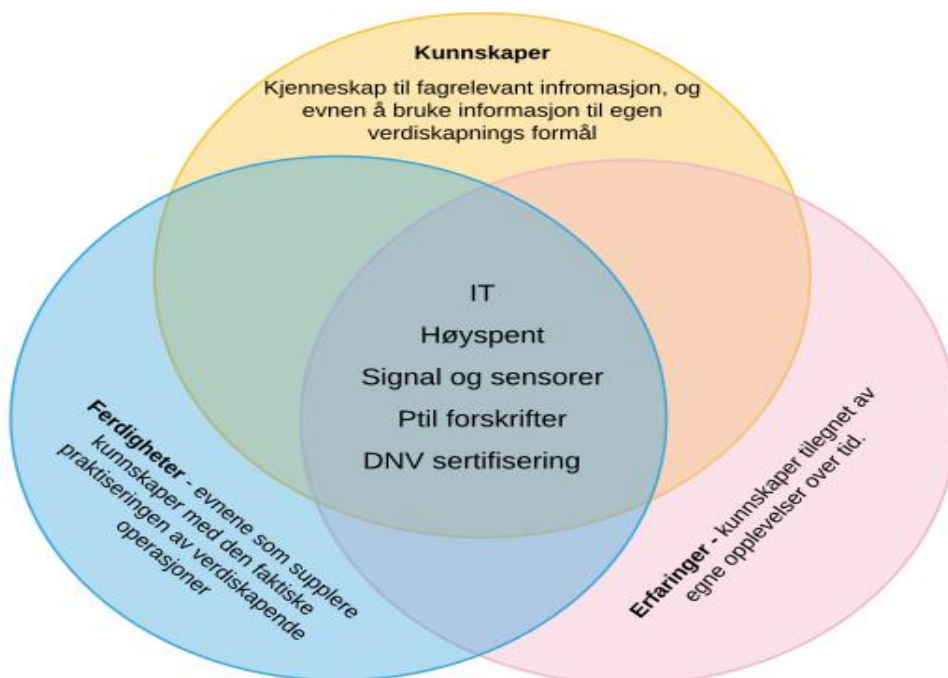 Kunnskaper
Kjenneskap til fagrelevant infromasjon, og
evnen å bruke informasjon til egen
verdiskapnings formål
IT
Høyspent
Signal og sensorer
Ptil forskrifter
DNV sertifisering
Ferdigheter - evnene som supplere
kunnskaper med den faktiske
praktiseringen av verdiskapende
operasjoner
Erfaringer - kunnskaper tilegnet av
egne opplevelser over tid.